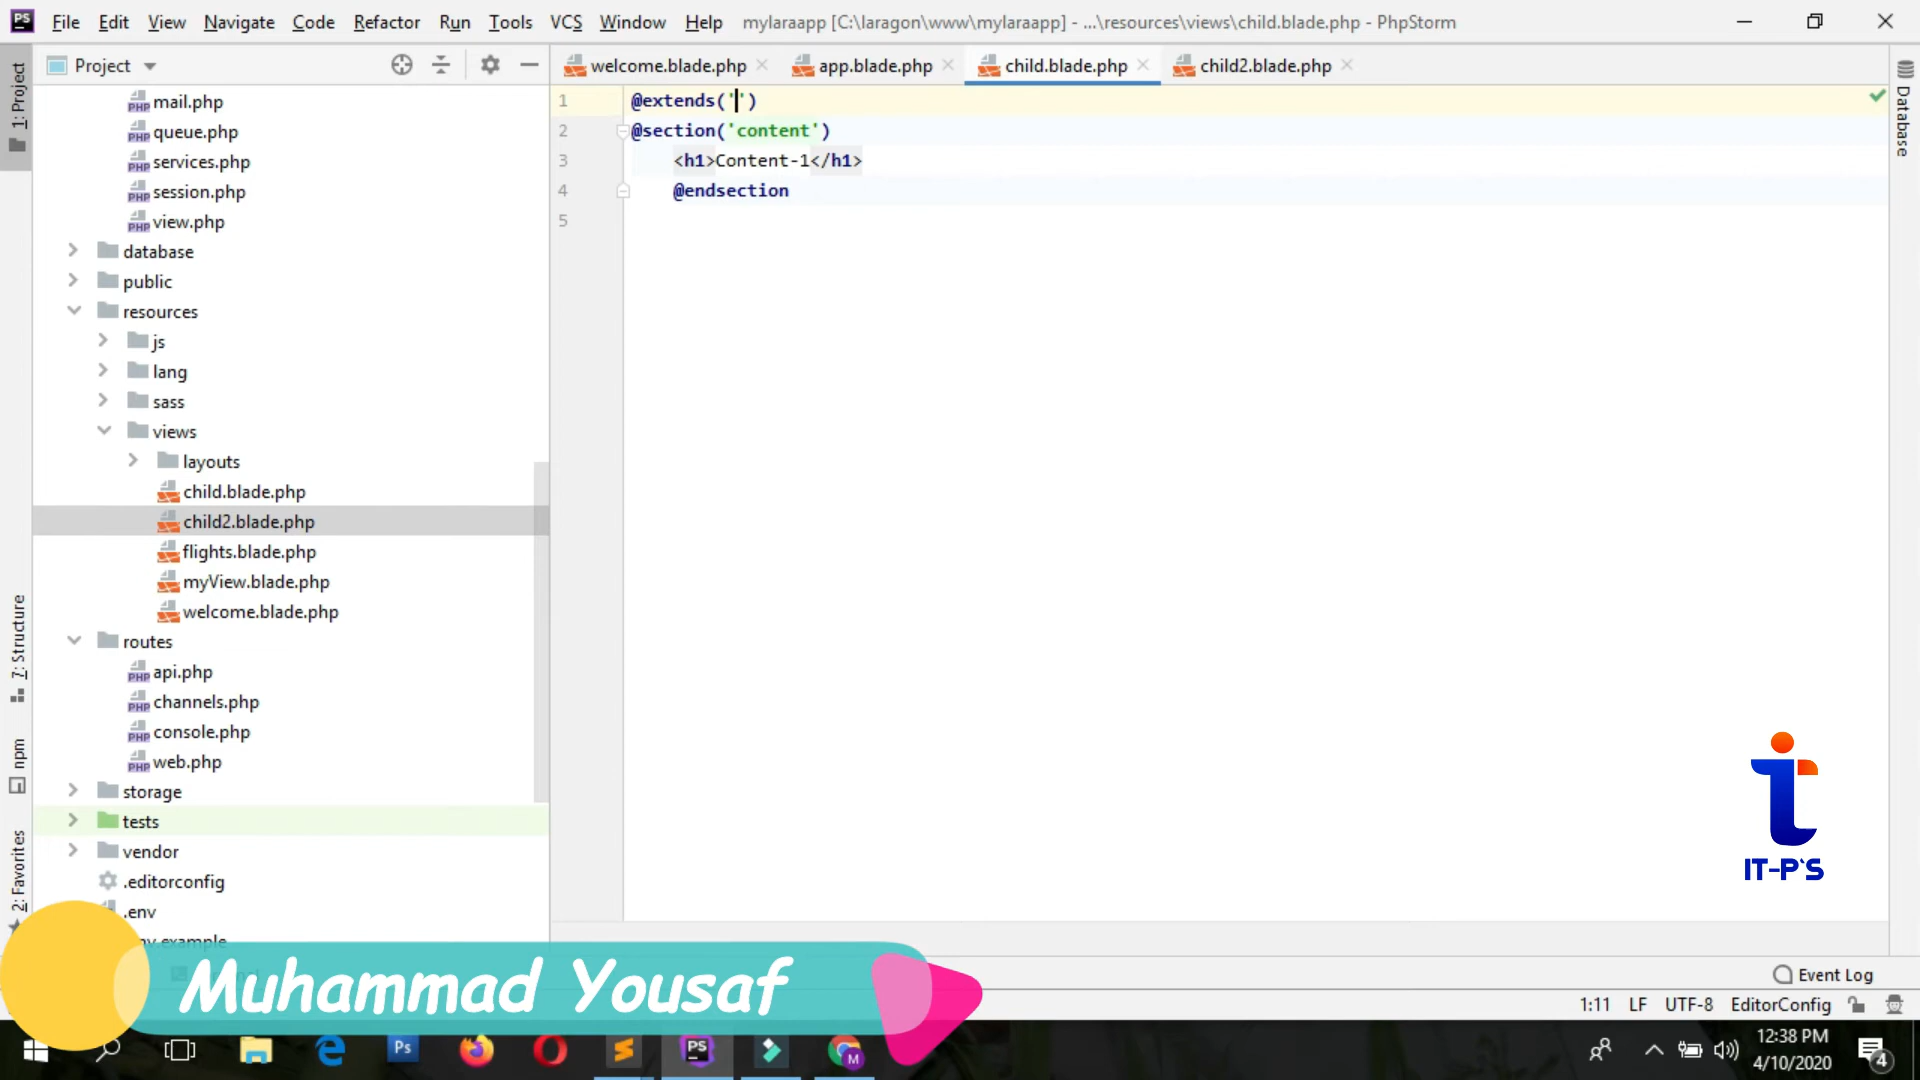 File Edit View Navigate Code Refactor Run Tools VCS Window Help mylaraapp [C:\laragon\www\mylaraapp] - ...\resources\views\child.blade.php - PhpStorm
Project
welcome.blade.php
app.blade.php
child.blade.php
child2.blade.php
1: Project
7: Structure
npm
2: Favorites
Database
mail.php
queue.php
services.php
session.php
view.php
database
public
resources
js
lang
sass
views
layouts
child.blade.php
child2.blade.php
flights.blade.php
myView.blade.php
welcome.blade.php
routes
api.php
channels.php
console.php
web.php
storage
tests
vendor
.editorconfig
.env
1 @extends('')
2 @section('content')
3 <h1>Content-1</h1>
4 @endsection
5
IT-P'S
Muhammad Yousaf
Event Log
1:11 LF UTF-8 EditorConfig
12:38 PM
4/10/2020
4